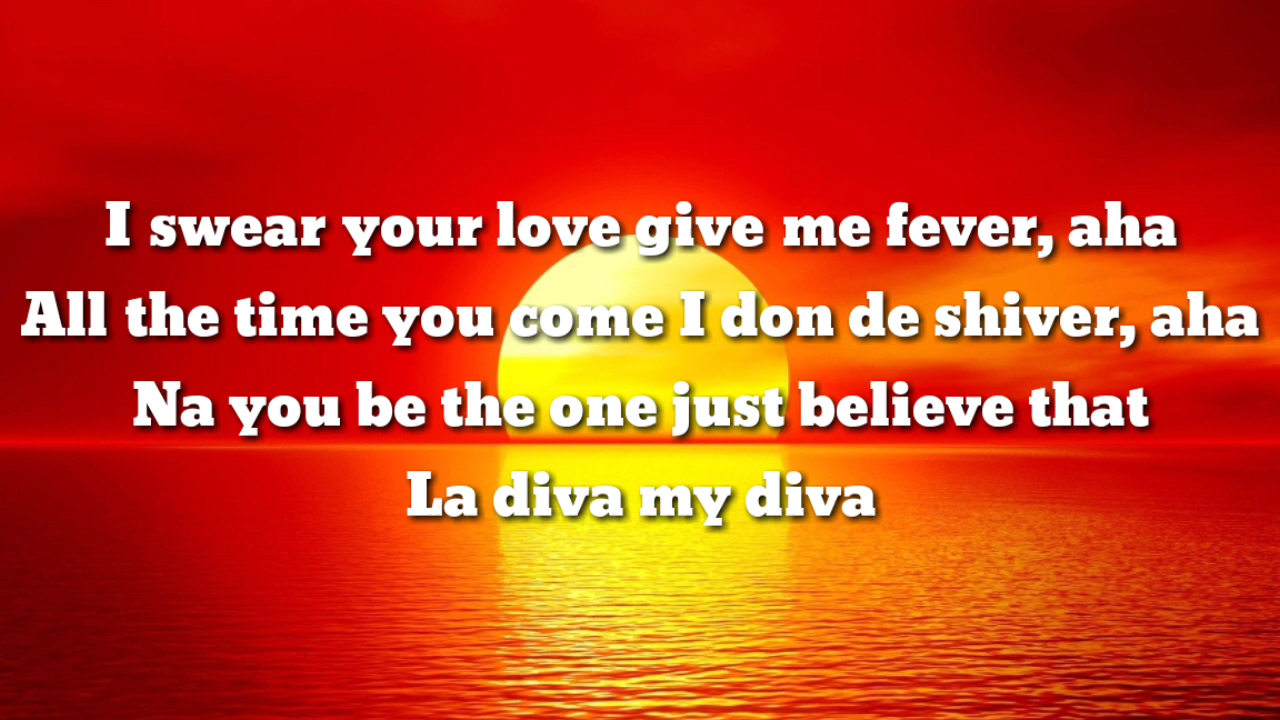 I swear your love give me fever, aha
All the time you come I don de shiver, aha
Na you be the one just believe that
La diva my diva